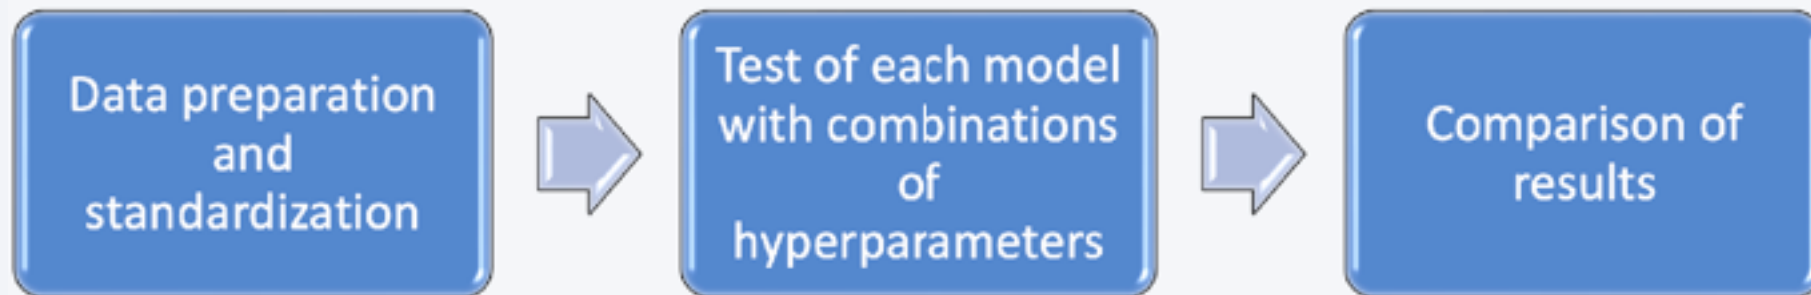 Data preparation
and
standardization
Test of each model
with combinations
of
hyperparameters
Comparison of
results